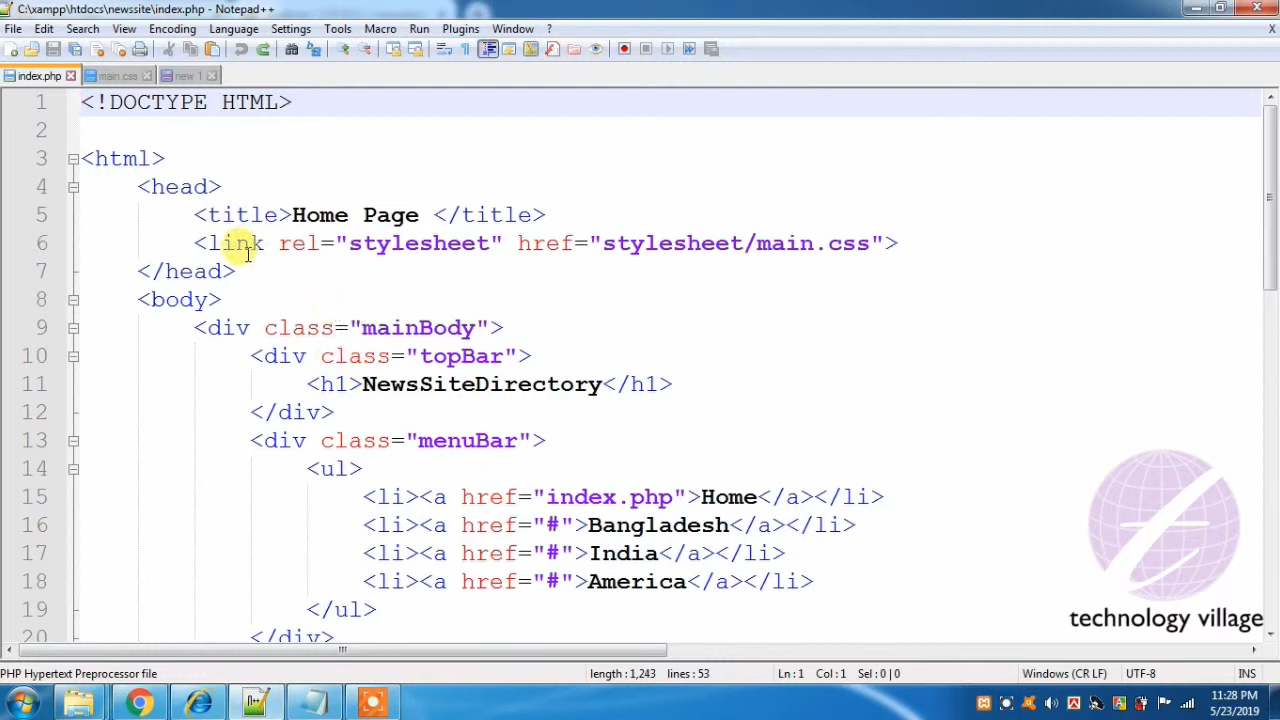 C:\xampp\htdocs\newssite\index.php - Notepad++
File Edit Search View Encoding Language Settings Tools Macro Run Plugins Window ? X
index.php main.css new 1
1 <!DOCTYPE HTML>
2
3 <html>
4 <head>
5 <title>Home Page </title>
6 <link rel="stylesheet" href="stylesheet/main.css">
7 </head>
8 <body>
9 <div class="mainBody">
10 <div class="topBar">
11 <h1>NewsSiteDirectory</h1>
12 </div>
13 <div class="menuBar">
14 <ul>
15 <li><a href="index.php">Home</a></li>
16 <li><a href="#">Bangladesh</a></li>
17 <li><a href="#">India</a></li>
18 <li><a href="#">America</a></li>
19 </ul>
20 </div>
technology village
PHP Hypertext Preprocessor file length : 1,243 lines : 53 Ln : 1 Col : 1 Sel : 0 | 0 Windows (CR LF) UTF-8 INS
11:28 PM
5/23/2019